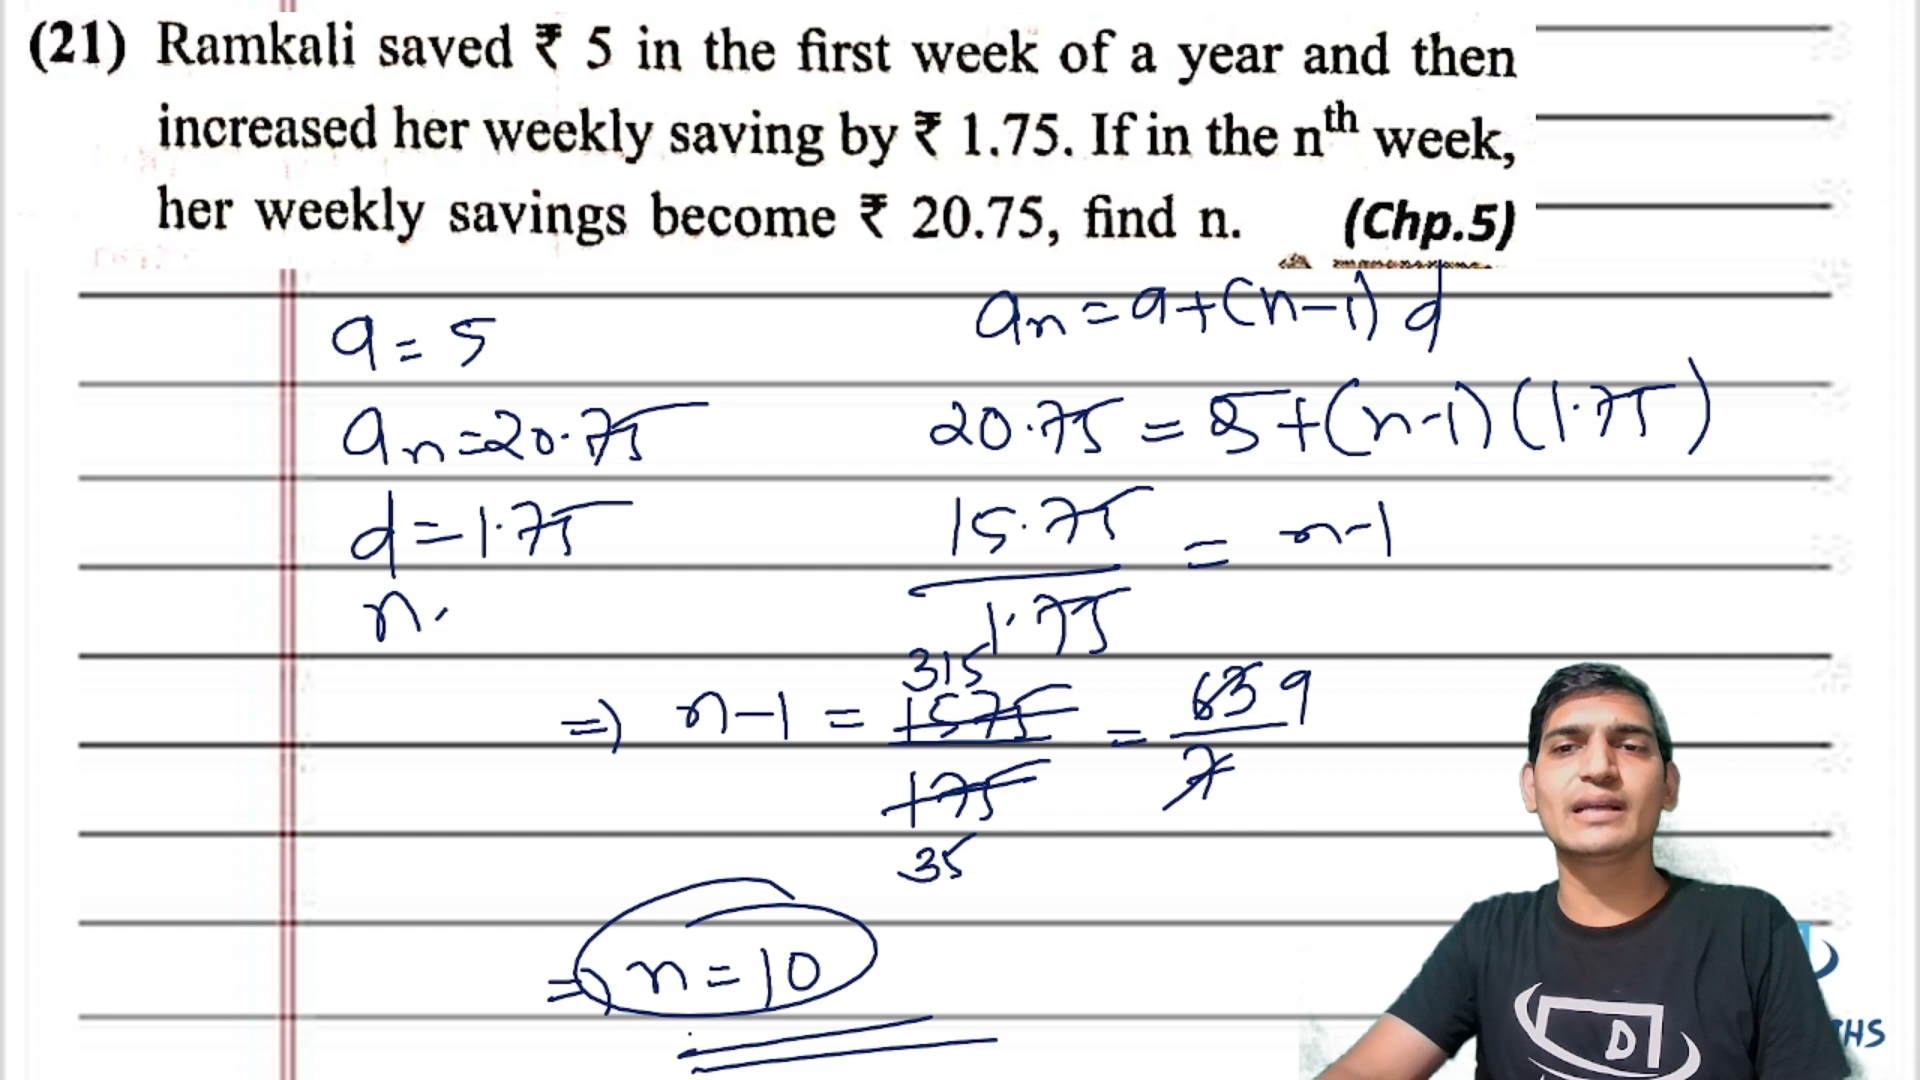 (21) Ramkali saved ₹ 5 in the first week of a year and then
increased her weekly saving by ₹ 1.75. If in the nth week,
her weekly savings become ₹ 20.75, find n. (Chp.5)
a = 5
an = a + (n-1) d
an = 20.75
20.75 = 5 + (n-1) (1.75)
d = 1.75
15.75
= n-1
1.75
n.
315
=> n-1 = 1575 = 63 9
175 7
35
=> n = 10
D
THS